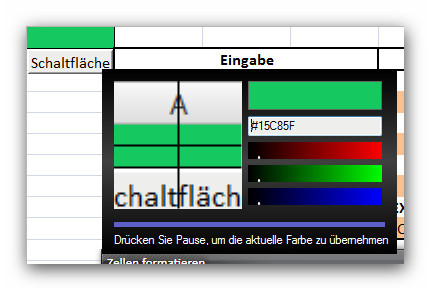 Schaltfläche
Eingabe
A
chaltfläch
#15C85F
Drücken Sie Pause, um die aktuelle Farbe zu übernehmen
Zellen formatieren